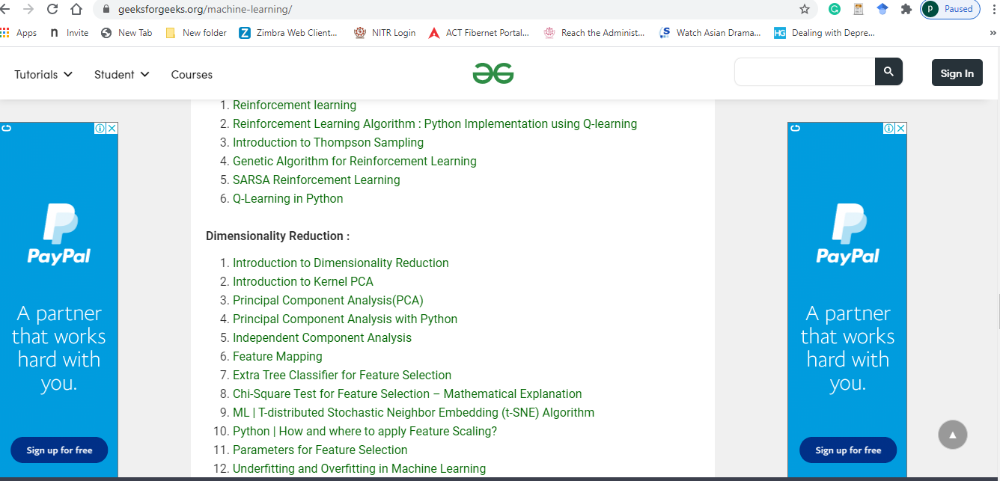 geeksforgeeks.org/machine-learning/
P Paused
Apps n Invite New Tab New folder Z Zimbra Web Client... NITR Login ACT Fibernet Portal... Reach the Administ... S Watch Asian Drama... HG Dealing with Depre... »
Tutorials Student Courses Sign In
1. Reinforcement learning
2. Reinforcement Learning Algorithm : Python Implementation using Q-learning
3. Introduction to Thompson Sampling
4. Genetic Algorithm for Reinforcement Learning
5. SARSA Reinforcement Learning
6. Q-Learning in Python
Dimensionality Reduction :
1. Introduction to Dimensionality Reduction
2. Introduction to Kernel PCA
3. Principal Component Analysis(PCA)
4. Principal Component Analysis with Python
5. Independent Component Analysis
6. Feature Mapping
7. Extra Tree Classifier for Feature Selection
8. Chi-Square Test for Feature Selection – Mathematical Explanation
9. ML | T-distributed Stochastic Neighbor Embedding (t-SNE) Algorithm
10. Python | How and where to apply Feature Scaling?
11. Parameters for Feature Selection
12. Underfitting and Overfitting in Machine Learning
PayPal
A partner
that works
hard with
you.
Sign up for free
PayPal
A partner
that works
hard with
you.
Sign up for free